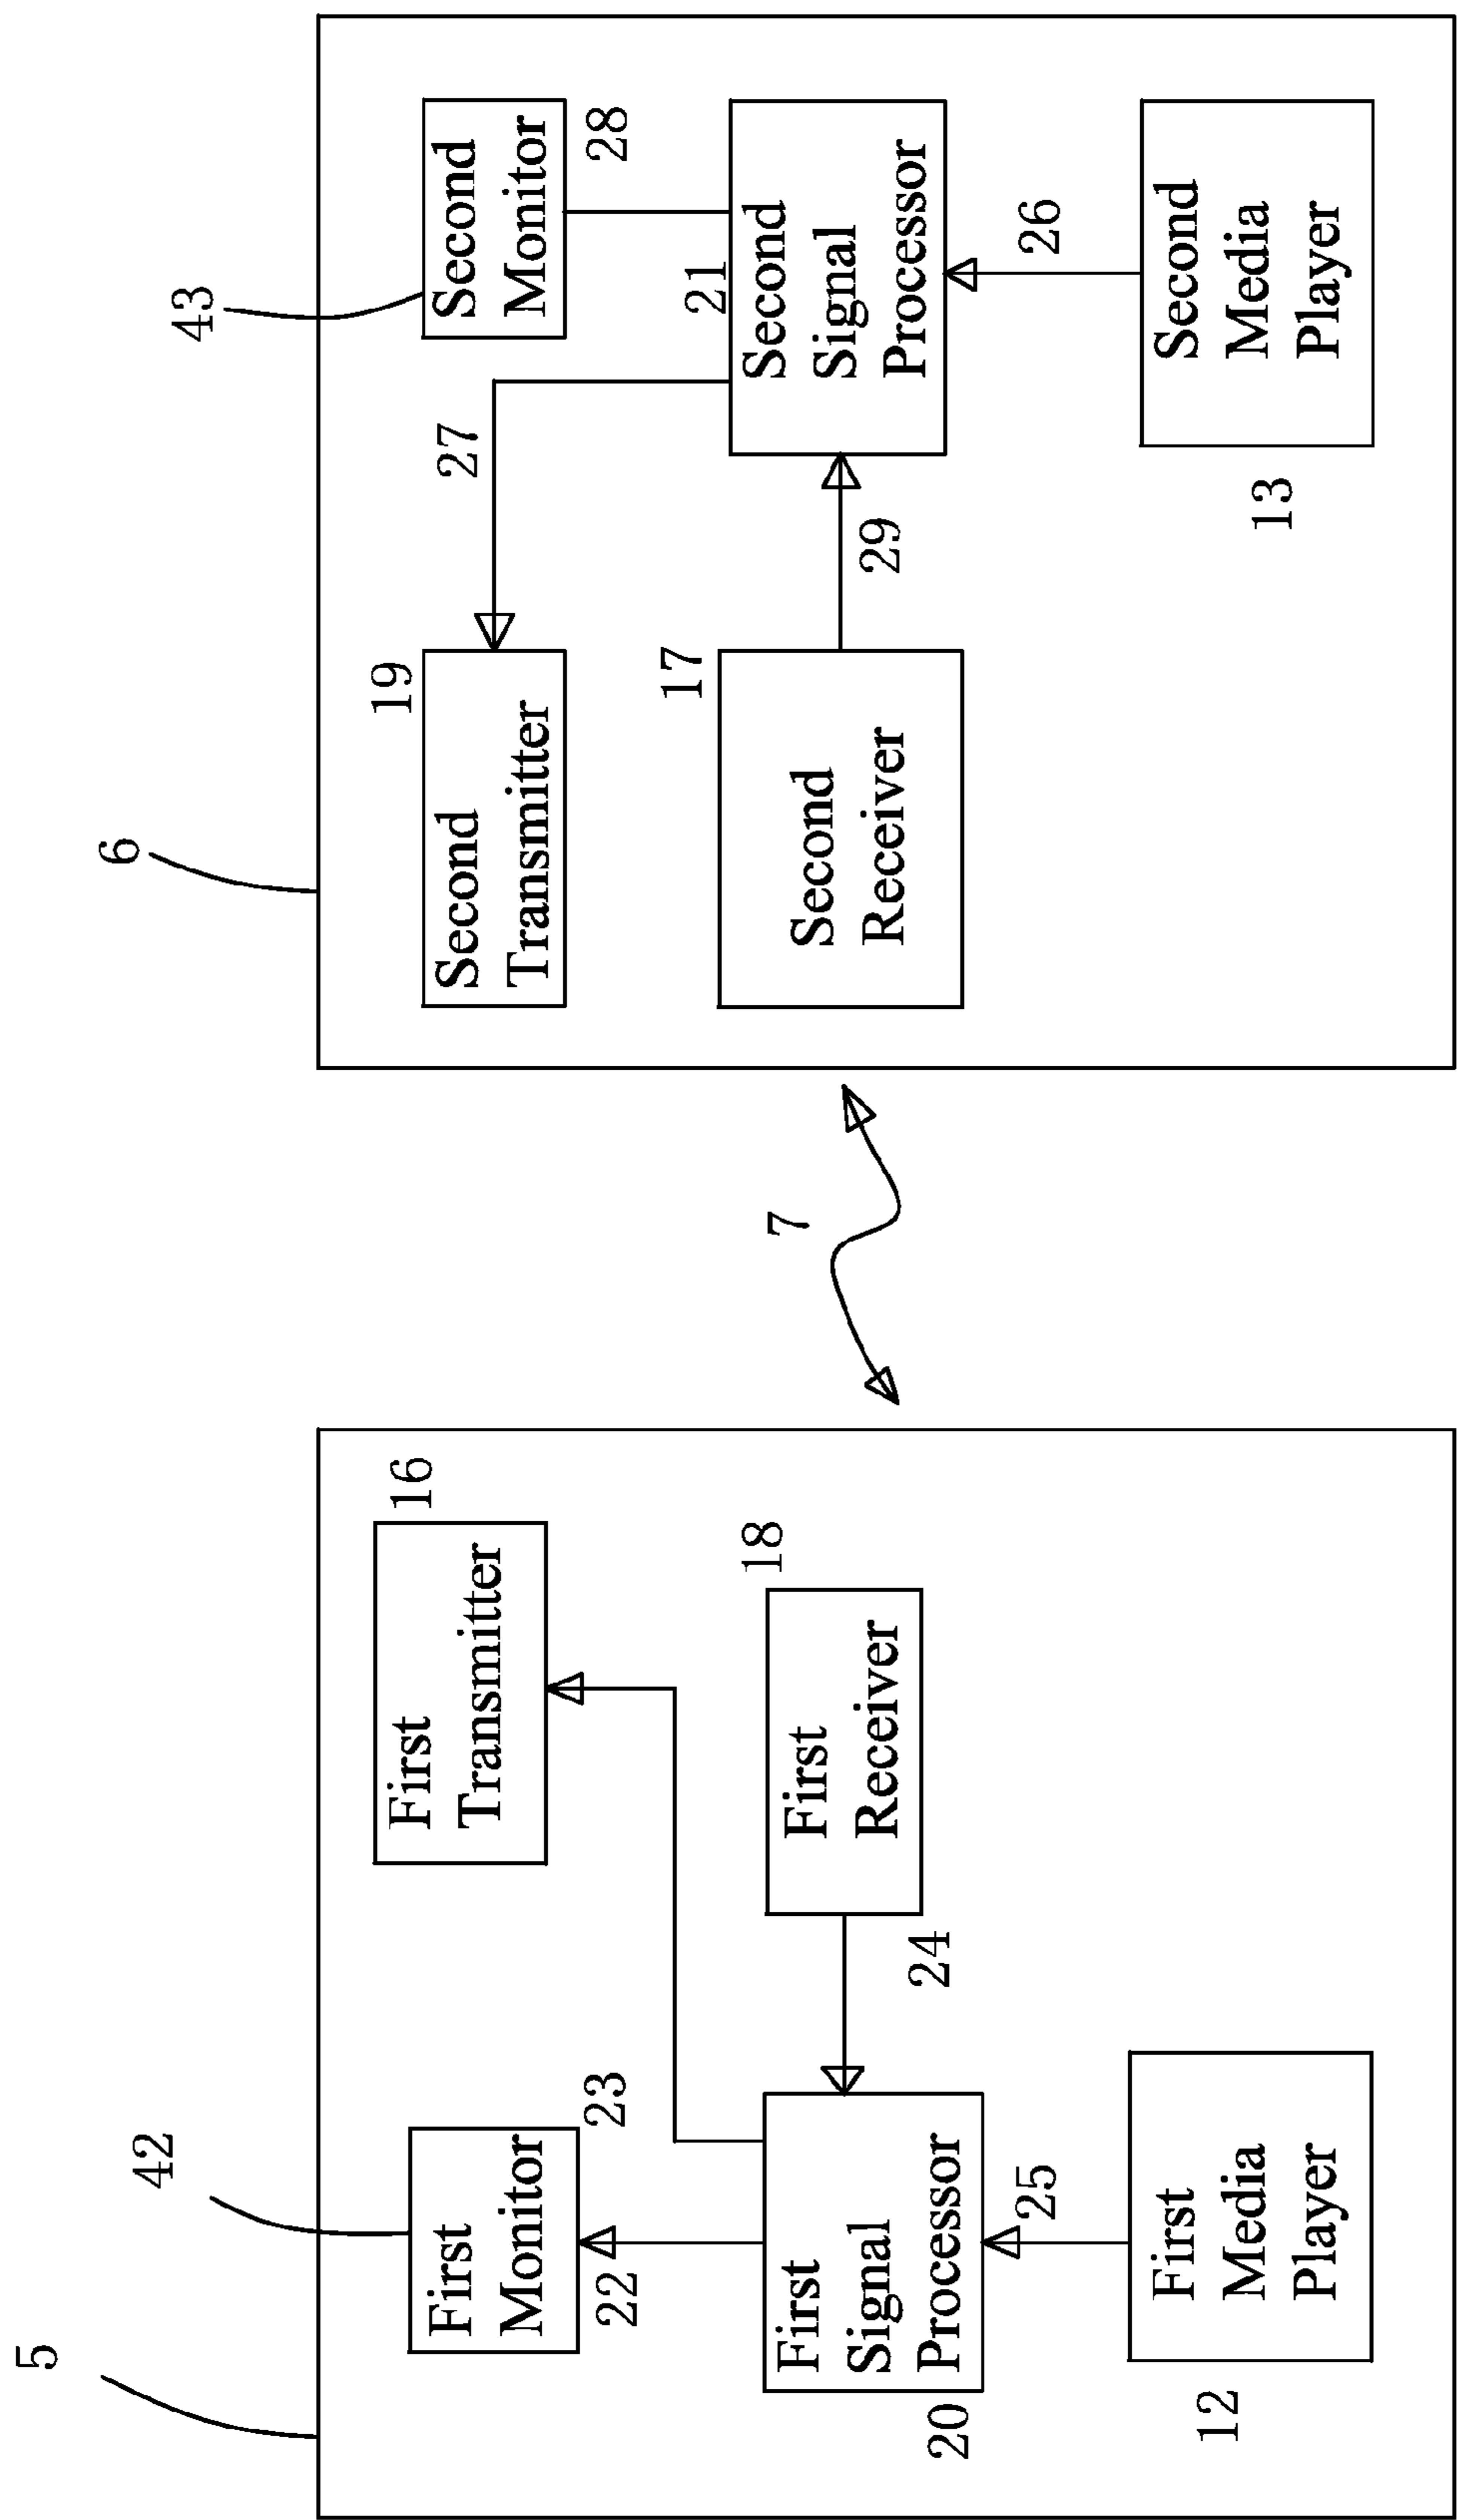 5
42
First
Monitor
22
23
First
Transmitter
16
First
Signal
Processor
20
24
First
Receiver
18
25
First
Media
Player
12
7
6
43
Second
Transmitter
19
27
Second
Monitor
28
Second
Receiver
17
29
21
Second
Signal
Processor
26
Second
Media
Player
13